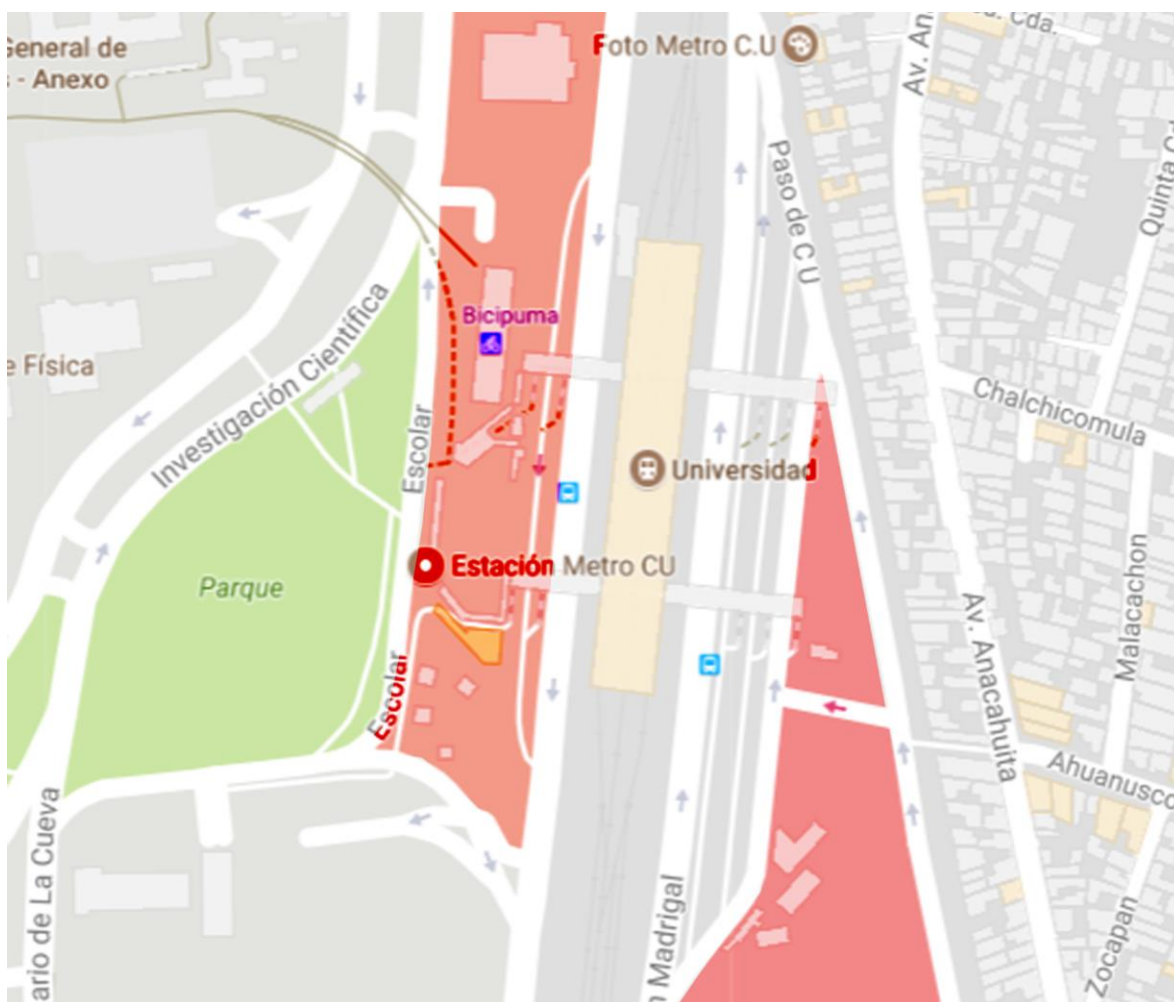 General de
- Anexo
Foto Metro C.U
Cda.
Av. An
Paso de C U
Quinta C
Bicipuma
e Física
Investigación Científica
Escolar
Chalchicomula
Universidad
Estación Metro CU
Parque
Malacachon
Av. Anacahuita
Escolar
Ahuanusco
ario de La Cueva
n Madrigal
Zocapan